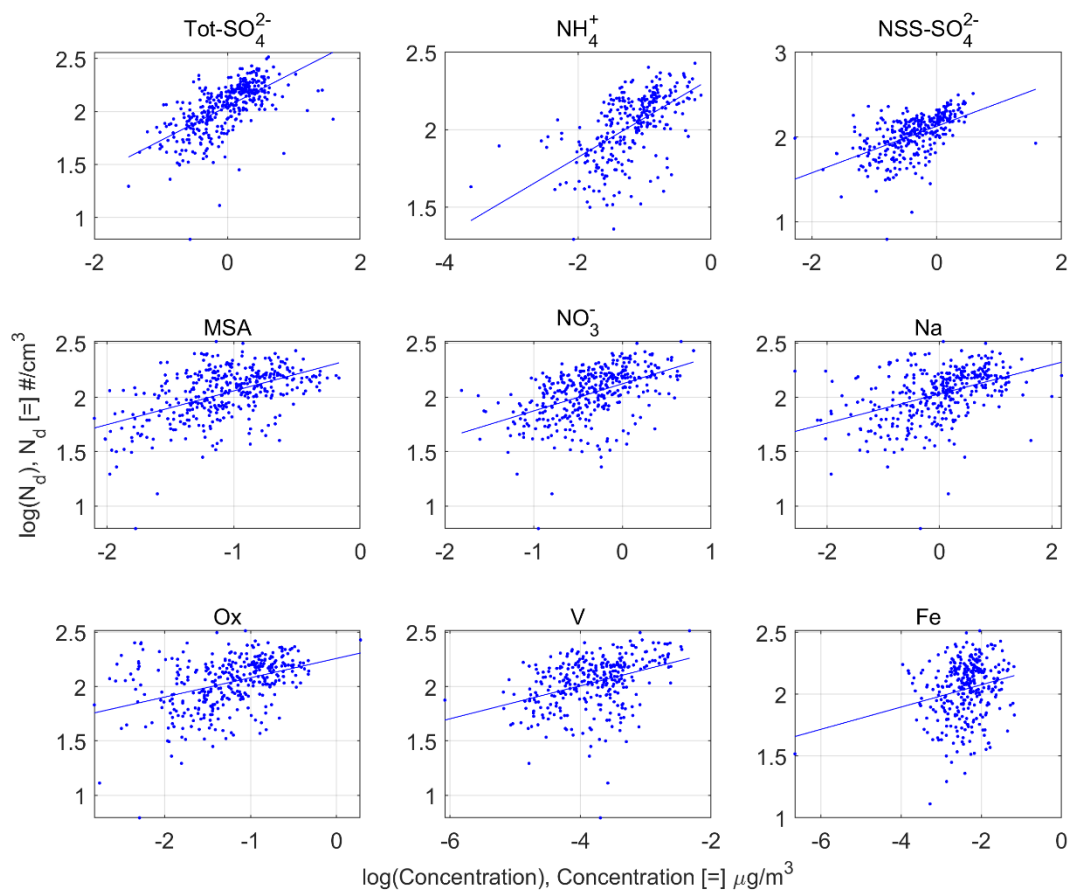 Tot-SO₄²⁻ NH₄⁺ NSS-SO₄²⁻
2.5 2 1.5 1
-2 0 2
2.5 2 1.5
-4 -2 0
3 2 1
-2 0 2
log(N_d), N_d [=] #/cm³
MSA NO₃⁻ Na
2.5 2 1.5 1
-2 -1 0
2.5 2 1.5 1
-2 -1 0 1
2.5 2 1.5 1
-2 0 2
Ox V Fe
2.5 2 1.5 1
-2 -1 0
2.5 2 1.5 1
-6 -4 -2
2.5 2 1.5 1
-6 -4 -2 0
log(Concentration), Concentration [=] μg/m³